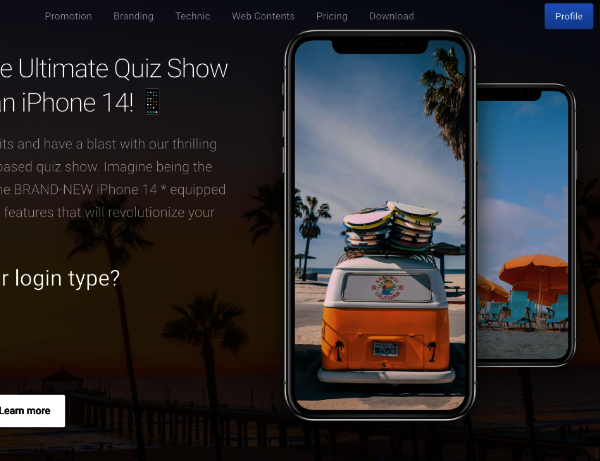 Promotion Branding Technic Web Contents Pricing Download Profile
e Ultimate Quiz Show
an iPhone 14!
its and have a blast with our thrilling
based quiz show. Imagine being the
ne BRAND-NEW iPhone 14 * equipped
features that will revolutionize your
r login type?
Learn more